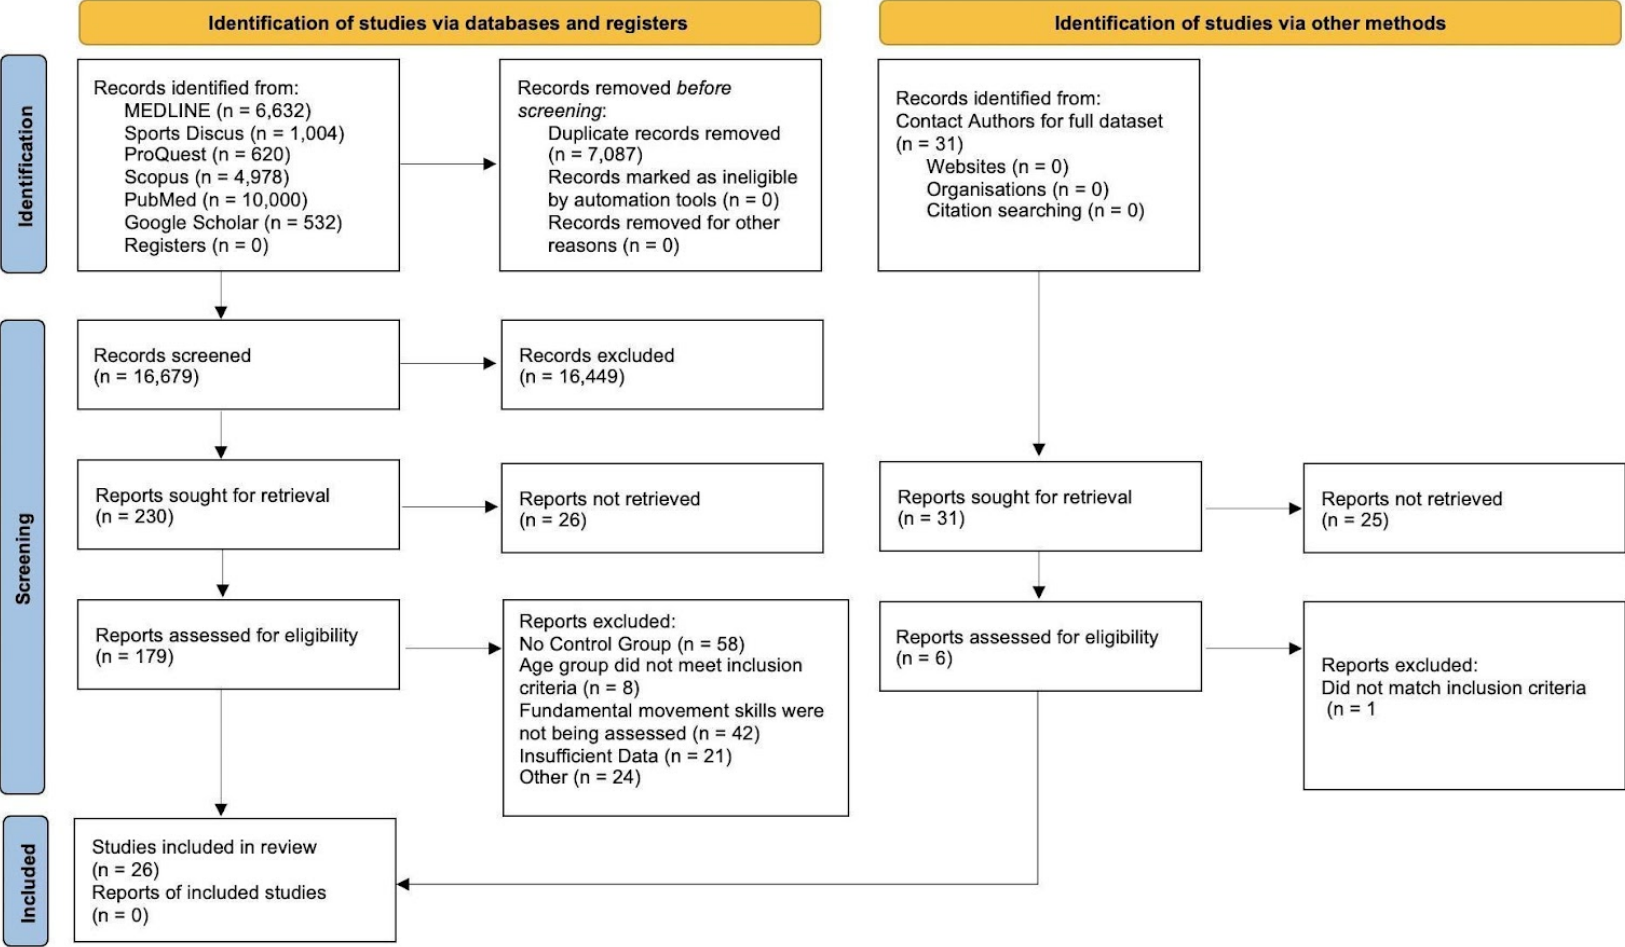 Identification of studies via databases and registers
Identification of studies via other methods
Identification
Records identified from:
MEDLINE (n = 6,632)
Sports Discus (n = 1,004)
ProQuest (n = 620)
Scopus (n = 4,978)
PubMed (n = 10,000)
Google Scholar (n = 532)
Registers (n = 0)
Records removed before
screening:
Duplicate records removed
(n = 7,087)
Records marked as ineligible
by automation tools (n = 0)
Records removed for other
reasons (n = 0)
Records identified from:
Contact Authors for full dataset
(n = 31)
Websites (n = 0)
Organisations (n = 0)
Citation searching (n = 0)
Screening
Records screened
(n = 16,679)
Records excluded
(n = 16,449)
Reports sought for retrieval
(n = 230)
Reports not retrieved
(n = 26)
Reports sought for retrieval
(n = 31)
Reports not retrieved
(n = 25)
Reports assessed for eligibility
(n = 179)
Reports excluded:
No Control Group (n = 58)
Age group did not meet inclusion
criteria (n = 8)
Fundamental movement skills were
not being assessed (n = 42)
Insufficient Data (n = 21)
Other (n = 24)
Reports assessed for eligibility
(n = 6)
Reports excluded:
Did not match inclusion criteria
(n = 1
Included
Studies included in review
(n = 26)
Reports of included studies
(n = 0)